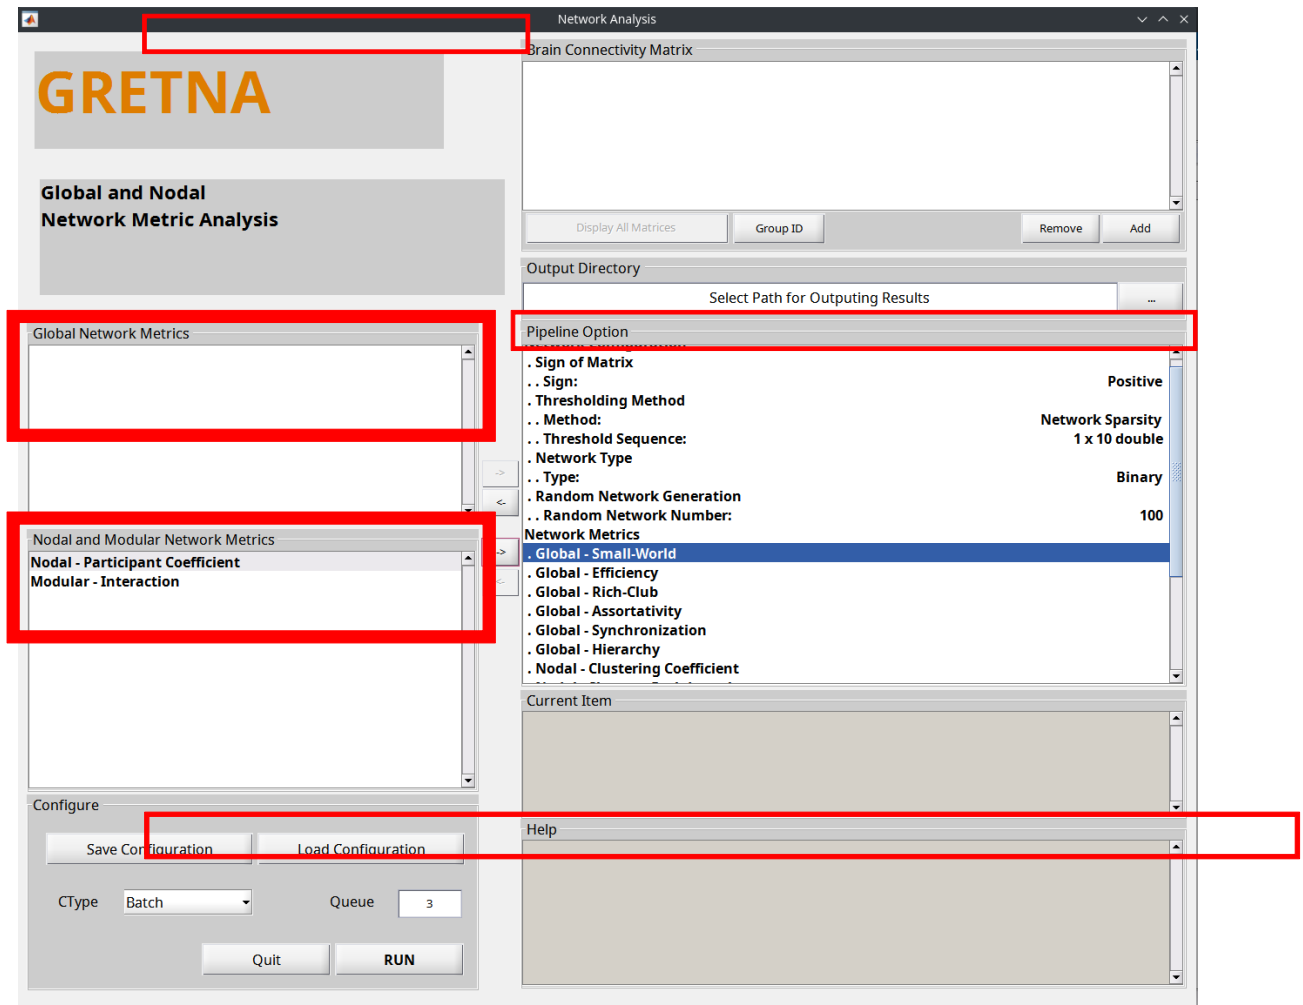 Network Analysis
GRETNA
Global and Nodal
Network Metric Analysis
Brain Connectivity Matrix
Display All Matrices
Group ID
Remove
Add
Output Directory
Select Path for Outputing Results
...
Global Network Metrics
->
<-
Nodal and Modular Network Metrics
Nodal - Participant Coefficient
Modular - Interaction
->
<-
Pipeline Option
. Sign of Matrix
. . Sign: Positive
. Thresholding Method
. . Method: Network Sparsity
. . Threshold Sequence: 1 x 10 double
. Network Type
. . Type: Binary
. Random Network Generation
. . Random Network Number: 100
Network Metrics
. Global - Small-World
. Global - Efficiency
. Global - Rich-Club
. Global - Assortativity
. Global - Synchronization
. Global - Hierarchy
. Nodal - Clustering Coefficient
Current Item
Help
Configure
Save Configuration
Load Configuration
CType
Batch
Queue
3
Quit
RUN